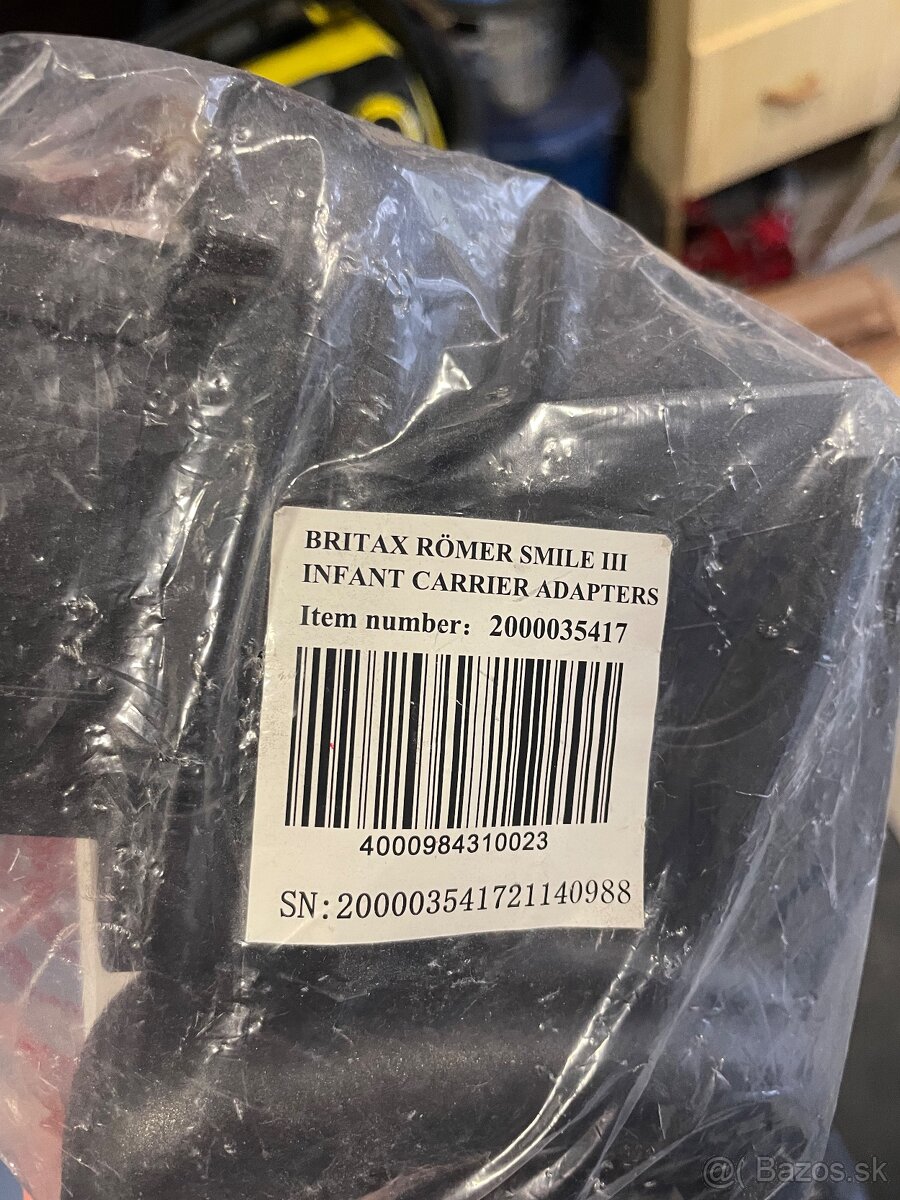 BRITAX RÖMER SMILE III
INFANT CARRIER ADAPTERS
Item number: 2000035417
4000984310023
SN:200003541721140988
@( Bazos.sk